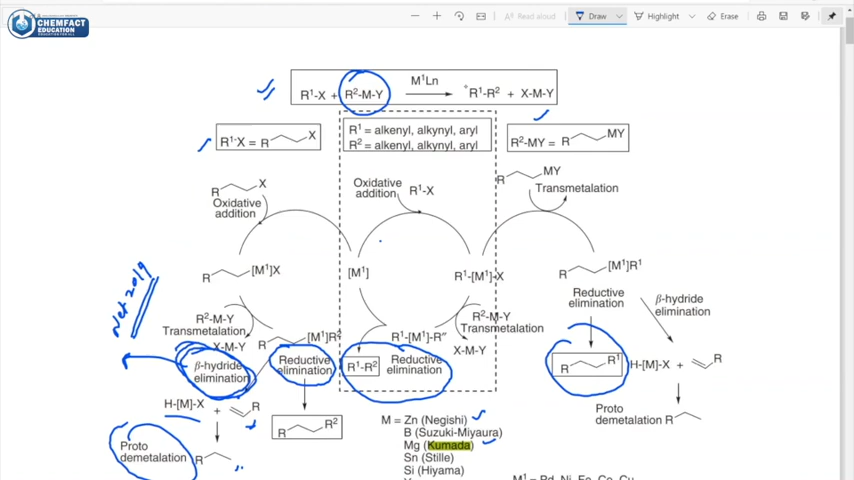 CHEMFACT
EDUCATION
Read aloud
Draw
Highlight
Erase
M¹Ln
R¹-X + R²-M-Y
R¹-R² + X-M-Y
R¹-X = R X
R¹ = alkenyl, alkynyl, aryl
R² = alkenyl, alkynyl, aryl
R²-MY = R MY
R X
Oxidative
addition
Oxidative
addition
R¹-X
R MY
Transmetalation
R [M¹]X
[M¹]
R¹-[M¹]-X
R [M¹]R¹
Reductive
elimination
β-hydride
elimination
Net 2019
R²-M-Y
Transmetalation
X-M-Y
R [M¹]R²
R¹-[M¹]-R''
R²-M-Y
Transmetalation
X-M-Y
β-hydride
elimination
Reductive
elimination
R¹-R²
Reductive
elimination
R R¹
H-[M]-X + R
H-[M]-X
+ R
R R²
Proto
demetalation
R
Proto
demetalation
R
M = Zn (Negishi)
B (Suzuki-Miyaura)
Mg (Kumada)
Sn (Stille)
Si (Hiyama)
M¹ = Pd, Ni, Fe, Co, Cu